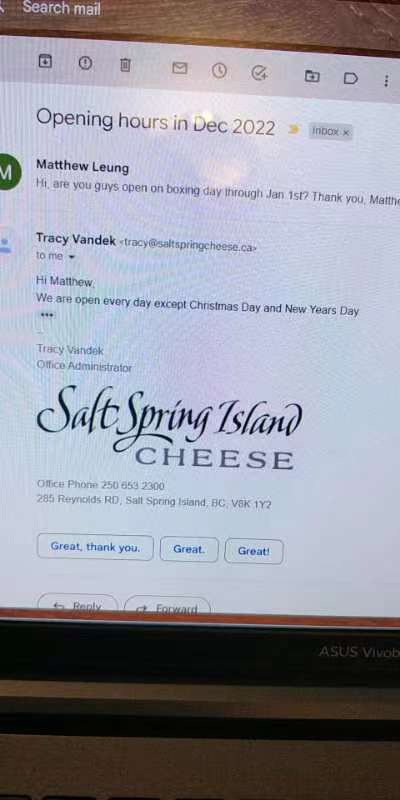 Search mail
Opening hours in Dec 2022
Inbox ×
M
Matthew Leung
Hi, are you guys open on boxing day through Jan 1st? Thank you, Matthe
Tracy Vandek <tracy@saltspringcheese.ca>
to me
Hi Matthew,
We are open every day except Christmas Day and New Years Day
•••
Tracy Vandek
Office Administrator
Salt Spring Island
CHEESE
Office Phone 250 653 2300
285 Reynolds RD, Salt Spring Island, BC, V8K 1Y2
Great, thank you. Great. Great!
Reply Forward
ASUS Vivob